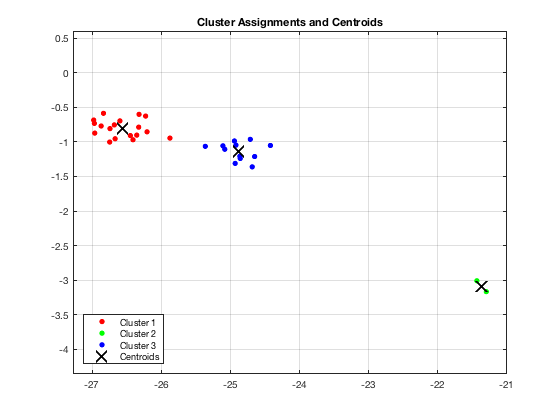 Cluster Assignments and Centroids
0.5
0
-0.5
-1
-1.5
-2
-2.5
-3
-3.5
-4
Cluster 1
Cluster 2
Cluster 3
Centroids
-27 -26 -25 -24 -23 -22 -21